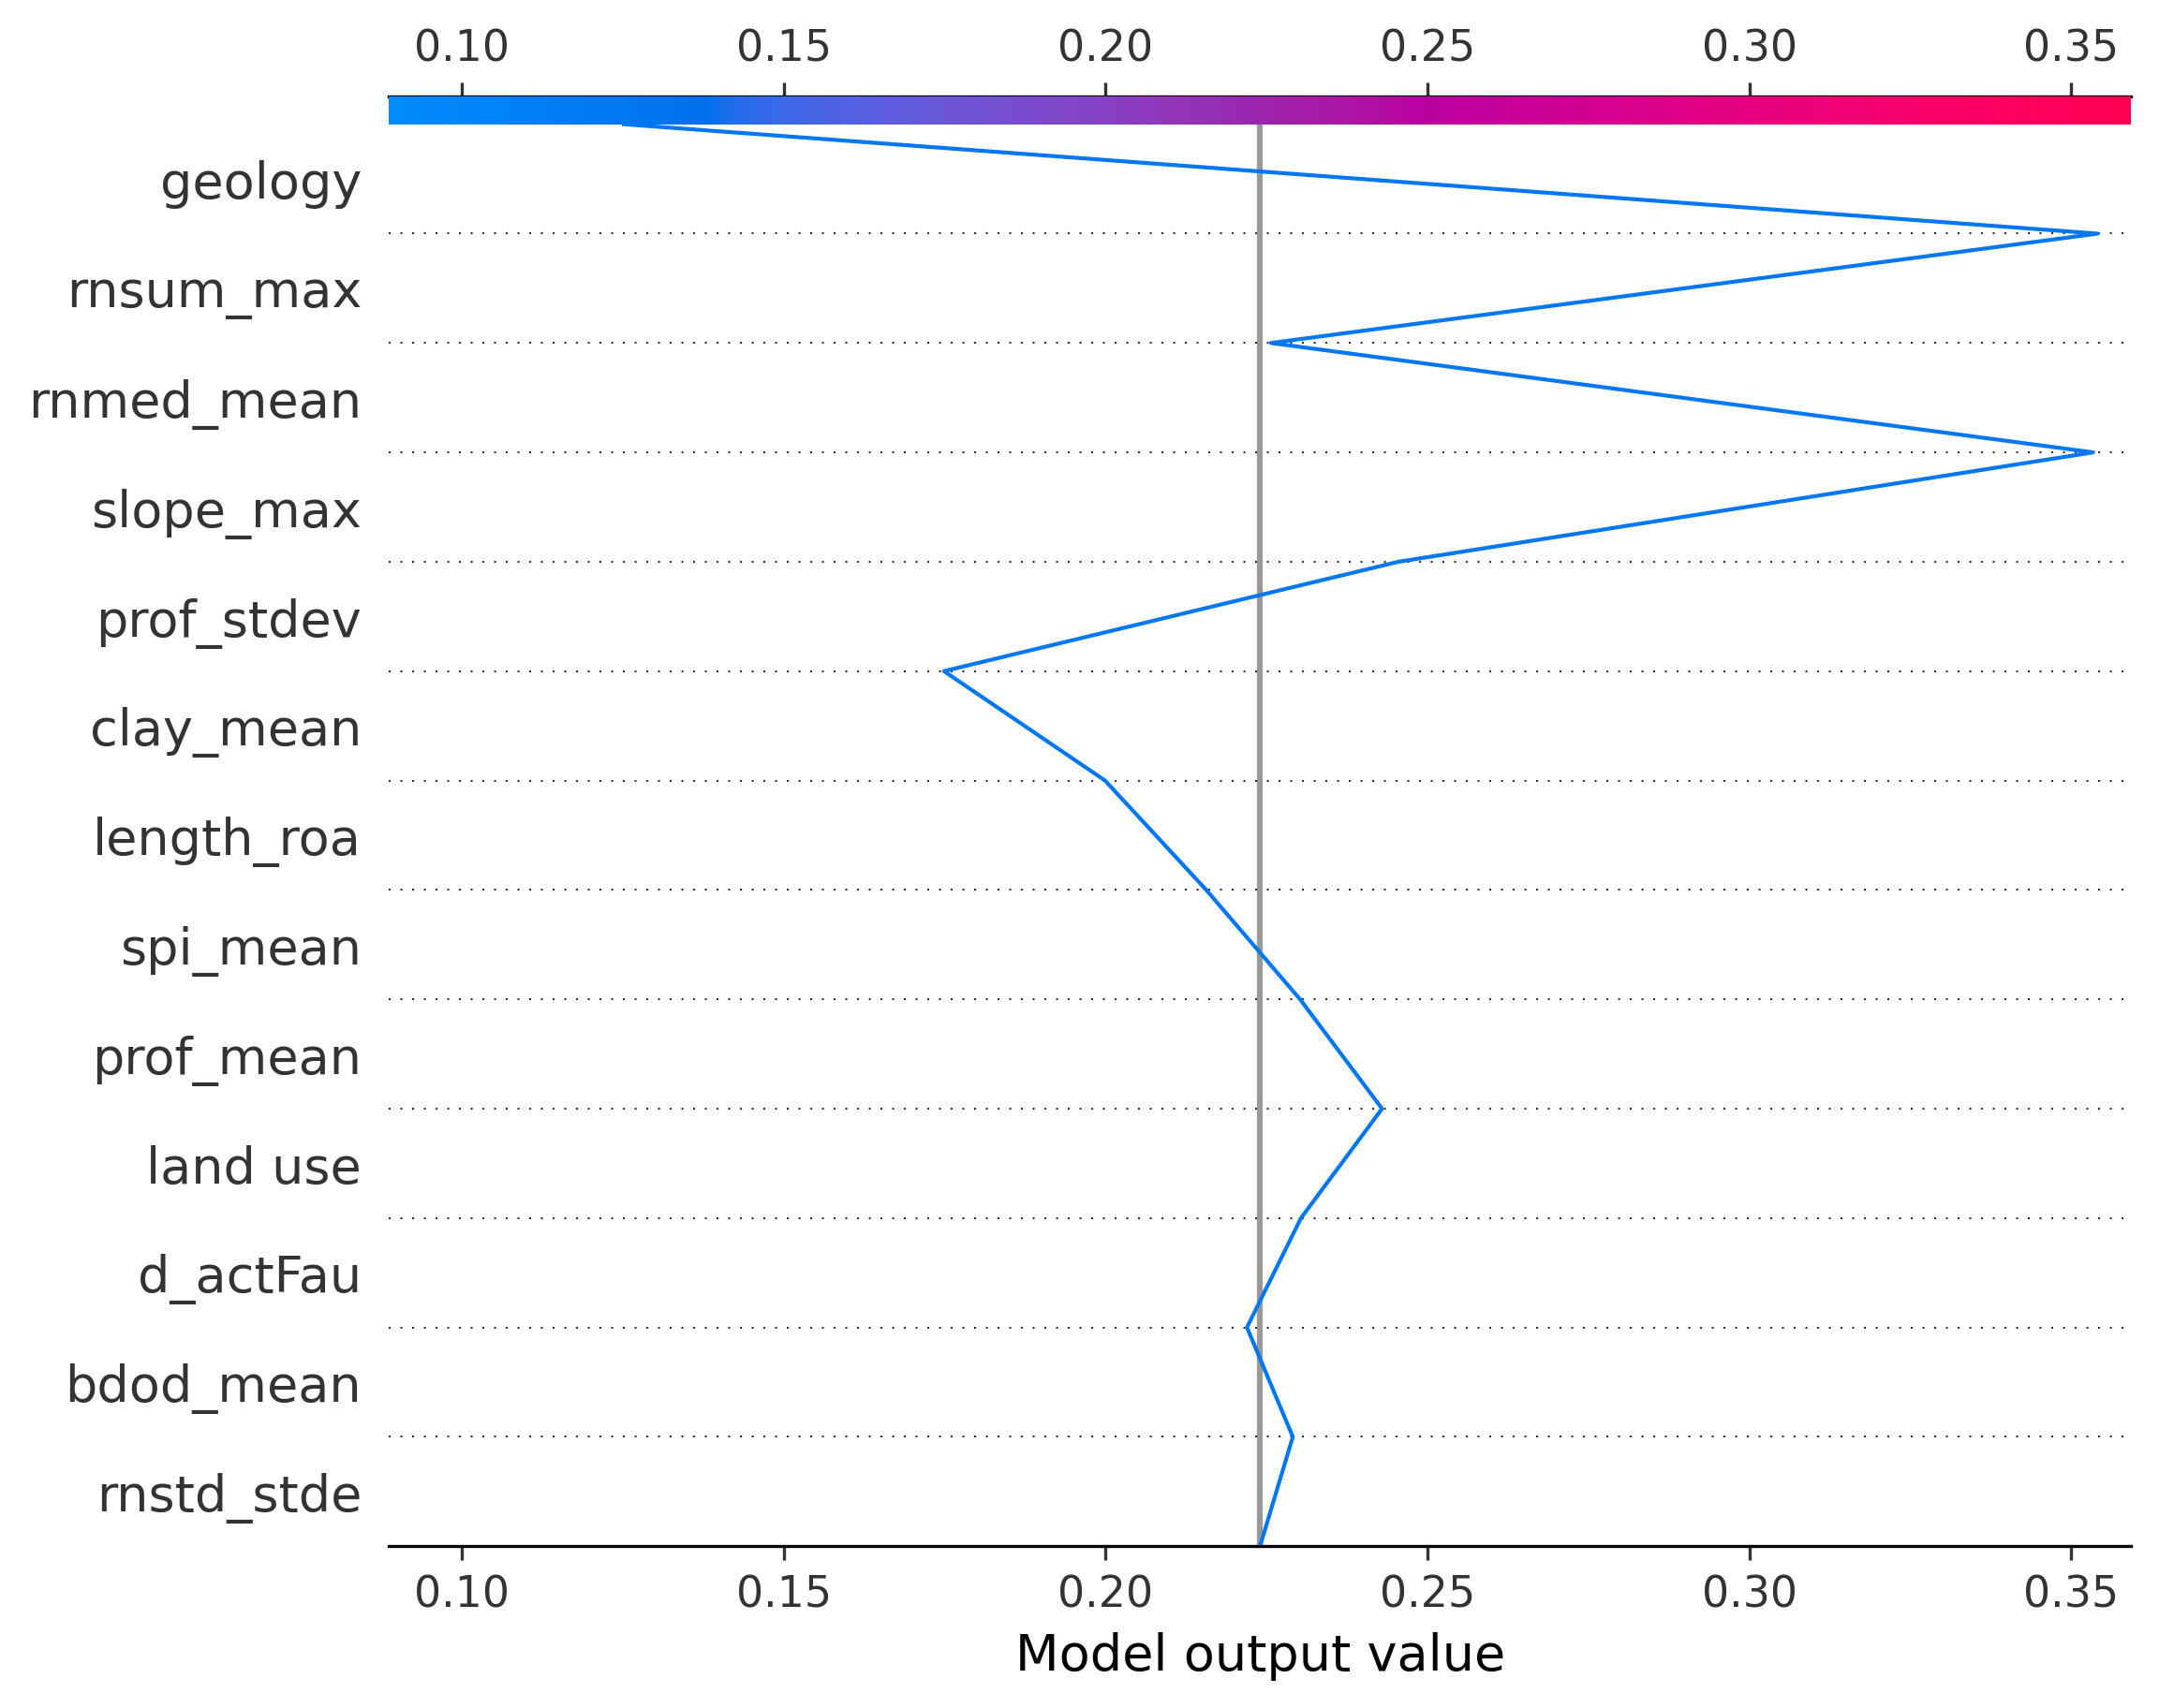 0.10 0.15 0.20 0.25 0.30 0.35
geology
rnsum_max
rnmed_mean
slope_max
prof_stdev
clay_mean
length_roa
spi_mean
prof_mean
land use
d_actFau
bdod_mean
rnstd_stde
0.10 0.15 0.20 0.25 0.30 0.35
Model output value